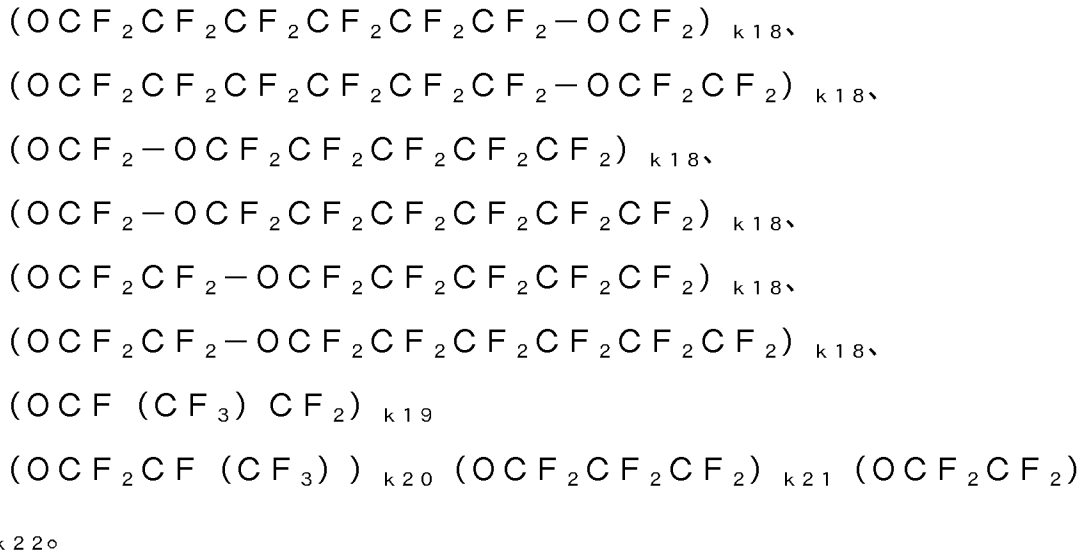 (OCF₂CF₂CF₂CF₂CF₂CF₂−OCF₂)ₖ₁₈、
(OCF₂CF₂CF₂CF₂CF₂CF₂−OCF₂CF₂)ₖ₁₈、
(OCF₂−OCF₂CF₂CF₂CF₂CF₂)ₖ₁₈、
(OCF₂−OCF₂CF₂CF₂CF₂CF₂CF₂)ₖ₁₈、
(OCF₂CF₂−OCF₂CF₂CF₂CF₂CF₂)ₖ₁₈、
(OCF₂CF₂−OCF₂CF₂CF₂CF₂CF₂CF₂)ₖ₁₈、
(OCF(CF₃)CF₂)ₖ₁₉
(OCF₂CF(CF₃))ₖ₂₀(OCF₂CF₂CF₂)ₖ₂₁(OCF₂CF₂)
ₖ₂₂。